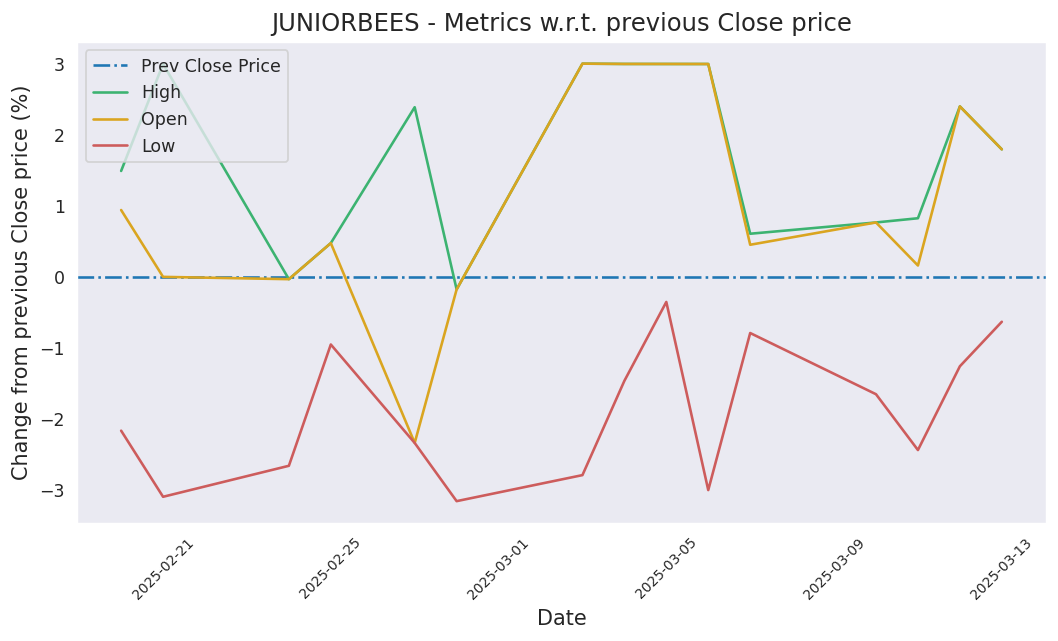 JUNIORBEES - Metrics w.r.t. previous Close price
Prev Close Price
High
Open
Low
Change from previous Close price (%)
3
2
1
0
−1
−2
−3
2025-02-21
2025-02-25
2025-03-01
2025-03-05
2025-03-09
2025-03-13
Date